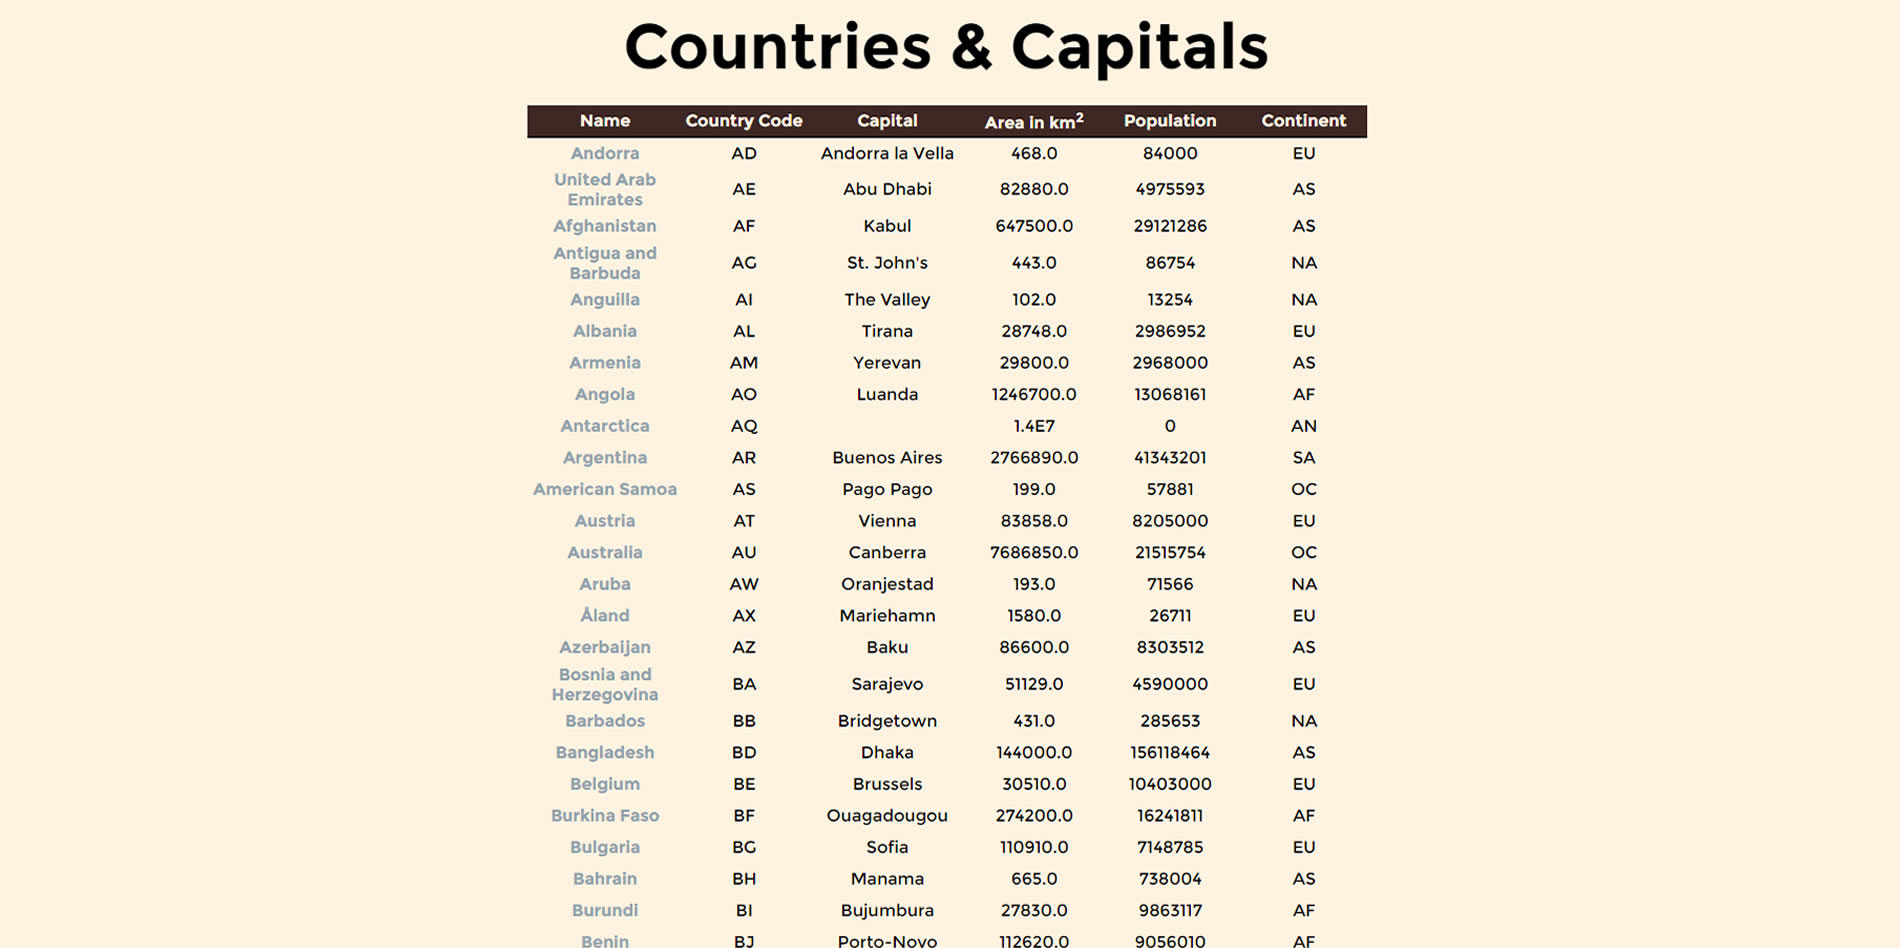 Countries & Capitals
Name Country Code Capital Area in km² Population Continent
Andorra AD Andorra la Vella 468.0 84000 EU
United Arab
Emirates AE Abu Dhabi 82880.0 4975593 AS
Afghanistan AF Kabul 647500.0 29121286 AS
Antigua and
Barbuda AG St. John's 443.0 86754 NA
Anguilla AI The Valley 102.0 13254 NA
Albania AL Tirana 28748.0 2986952 EU
Armenia AM Yerevan 29800.0 2968000 AS
Angola AO Luanda 1246700.0 13068161 AF
Antarctica AQ 1.4E7 0 AN
Argentina AR Buenos Aires 2766890.0 41343201 SA
American Samoa AS Pago Pago 199.0 57881 OC
Austria AT Vienna 83858.0 8205000 EU
Australia AU Canberra 7686850.0 21515754 OC
Aruba AW Oranjestad 193.0 71566 NA
Åland AX Mariehamn 1580.0 26711 EU
Azerbaijan AZ Baku 86600.0 8303512 AS
Bosnia and
Herzegovina BA Sarajevo 51129.0 4590000 EU
Barbados BB Bridgetown 431.0 285653 NA
Bangladesh BD Dhaka 144000.0 156118464 AS
Belgium BE Brussels 30510.0 10403000 EU
Burkina Faso BF Ouagadougou 274200.0 16241811 AF
Bulgaria BG Sofia 110910.0 7148785 EU
Bahrain BH Manama 665.0 738004 AS
Burundi BI Bujumbura 27830.0 9863117 AF
Benin BJ Porto-Novo 112620.0 9056010 AF